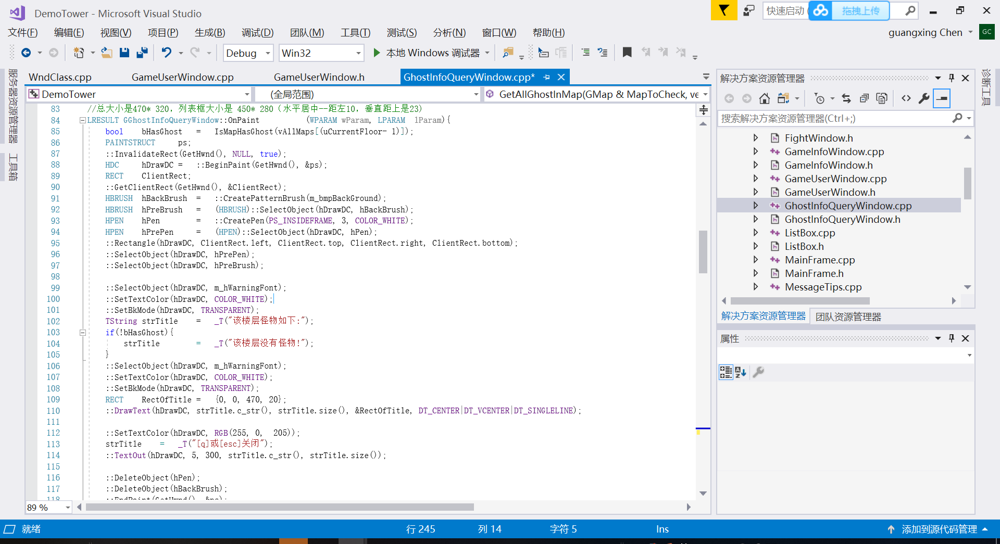 DemoTower - Microsoft Visual Studio
快速启动 (
拖拽上传
文件(F) 编辑(E) 视图(V) 项目(P) 生成(B) 调试(D) 团队(M) 工具(T) 测试(S) 分析(N) 窗口(W) 帮助(H)
guangxing Chen
GC
Debug Win32 本地 Windows 调试器
服务器资源管理器
工具箱
WndClass.cpp GameUserWindow.cpp GameUserWindow.h GhostInfoQueryWindow.cpp*
DemoTower (全局范围) GetAllGhostInMap(GMap & MapToCheck, ve
83 //总大小是470* 320，列表框大小是 450* 280（水平居中--距左10，垂直距上是23)
84 LRESULT GGhostInfoQueryWindow::OnPaint (WPARAM wParam, LPARAM lParam){
85 bool bHasGhost = IsMapHasGhost(vAllMaps[(uCurrentFloor- 1)]);
86 PAINTSTRUCT ps;
87 ::InvalidateRect(GetHwnd(), NULL, true);
88 HDC hDrawDC = ::BeginPaint(GetHwnd(), &ps);
89 RECT ClientRect;
90 ::GetClientRect(GetHwnd(), &ClientRect);
91 HBRUSH hBackBrush = ::CreatePatternBrush(m_bmpBackGround);
92 HBRUSH hPreBrush = (HBRUSH)::SelectObject(hDrawDC, hBackBrush);
93 HPEN hPen = ::CreatePen(PS_INSIDEFRAME, 3, COLOR_WHITE);
94 HPEN hPrePen = (HPEN)::SelectObject(hDrawDC, hPen);
95 ::Rectangle(hDrawDC, ClientRect.left, ClientRect.top, ClientRect.right, ClientRect.bottom);
96 ::SelectObject(hDrawDC, hPrePen);
97 ::SelectObject(hDrawDC, hPreBrush);
98
99 ::SelectObject(hDrawDC, m_hWarningFont);
100 ::SetTextColor(hDrawDC, COLOR_WHITE);
101 ::SetBkMode(hDrawDC, TRANSPARENT);
102 TString strTitle = _T("该楼层怪物如下:");
103 if(!bHasGhost){
104 strTitle = _T("该楼层没有怪物!");
105 }
106 ::SelectObject(hDrawDC, m_hWarningFont);
107 ::SetTextColor(hDrawDC, COLOR_WHITE);
108 ::SetBkMode(hDrawDC, TRANSPARENT);
109 RECT RectOfTitle = {0, 0, 470, 20};
110 ::DrawText(hDrawDC, strTitle.c_str(), strTitle.size(), &RectOfTitle, DT_CENTER|DT_VCENTER|DT_SINGLELINE);
111
112 ::SetTextColor(hDrawDC, RGB(255, 0, 205));
113 strTitle = _T("[q]或[esc]关闭");
114 ::TextOut(hDrawDC, 5, 300, strTitle.c_str(), strTitle.size());
115
116 ::DeleteObject(hPen);
117 ::DeleteObject(hBackBrush);
118 ::EndPaint(GetHwnd(), &ps);
89 %
解决方案资源管理器
搜索解决方案资源管理器(Ctrl+;)
FightWindow.h
GameInfoWindow.cpp
GameInfoWindow.h
GameUserWindow.cpp
GameUserWindow.h
GhostInfoQueryWindow.cpp
GhostInfoQueryWindow.h
ListBox.cpp
ListBox.h
MainFrame.cpp
MainFrame.h
MessageTips.cpp
解决方案资源管理器 团队资源管理器
属性
诊断工具
就绪 行 245 列 14 字符 5 Ins 添加到源代码管理